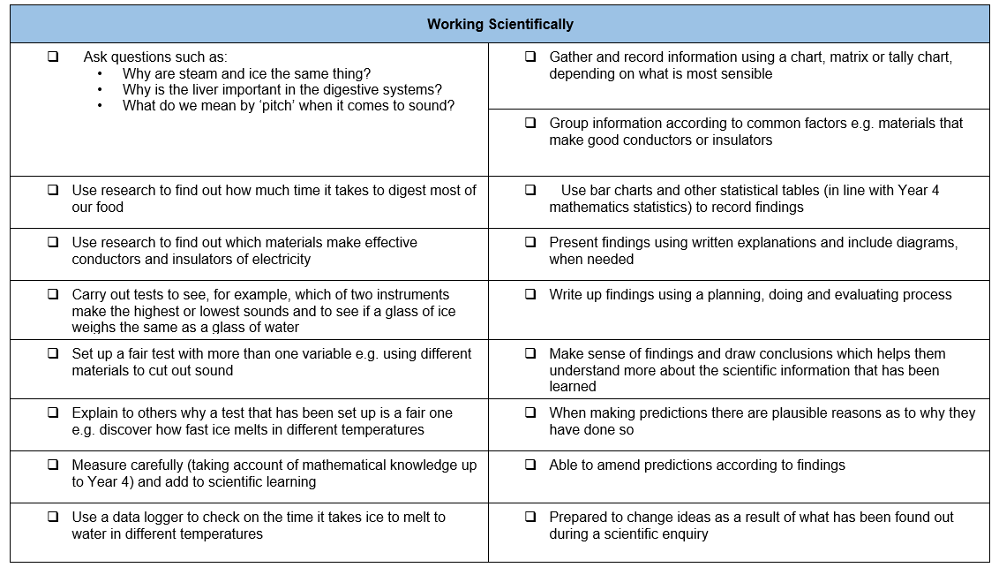 Working Scientifically
❑ Ask questions such as:
• Why are steam and ice the same thing?
• Why is the liver important in the digestive systems?
• What do we mean by ‘pitch’ when it comes to sound?
❑ Gather and record information using a chart, matrix or tally chart,
depending on what is most sensible
❑ Group information according to common factors e.g. materials that
make good conductors or insulators
❑ Use research to find out how much time it takes to digest most of
our food
❑ Use bar charts and other statistical tables (in line with Year 4
mathematics statistics) to record findings
❑ Use research to find out which materials make effective
conductors and insulators of electricity
❑ Present findings using written explanations and include diagrams,
when needed
❑ Carry out tests to see, for example, which of two instruments
make the highest or lowest sounds and to see if a glass of ice
weighs the same as a glass of water
❑ Write up findings using a planning, doing and evaluating process
❑ Set up a fair test with more than one variable e.g. using different
materials to cut out sound
❑ Make sense of findings and draw conclusions which helps them
understand more about the scientific information that has been
learned
❑ Explain to others why a test that has been set up is a fair one
e.g. discover how fast ice melts in different temperatures
❑ When making predictions there are plausible reasons as to why they
have done so
❑ Measure carefully (taking account of mathematical knowledge up
to Year 4) and add to scientific learning
❑ Able to amend predictions according to findings
❑ Use a data logger to check on the time it takes ice to melt to
water in different temperatures
❑ Prepared to change ideas as a result of what has been found out
during a scientific enquiry